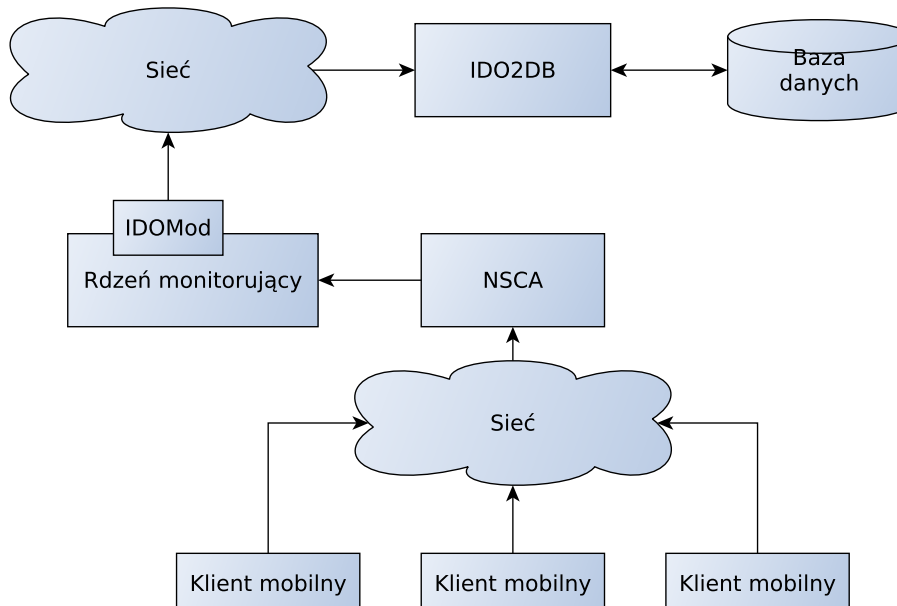 Sieć
IDO2DB
Baza
danych
IDOMod
Rdzeń monitorujący
NSCA
Sieć
Klient mobilny
Klient mobilny
Klient mobilny